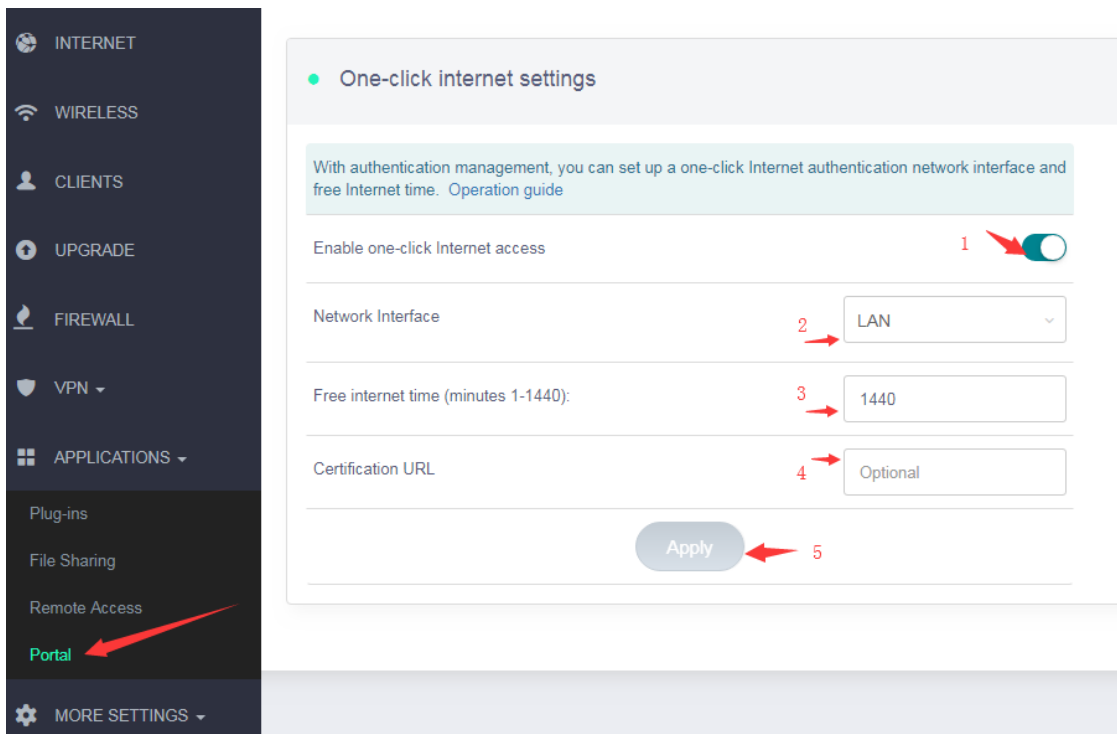 INTERNET
WIRELESS
CLIENTS
UPGRADE
FIREWALL
VPN
APPLICATIONS
Plug-ins
File Sharing
Remote Access
Portal
MORE SETTINGS
One-click internet settings
With authentication management, you can set up a one-click Internet authentication network interface and
free Internet time. Operation guide
Enable one-click Internet access 1
Network Interface 2 LAN
Free internet time (minutes 1-1440): 3 1440
Certification URL 4 Optional
Apply 5